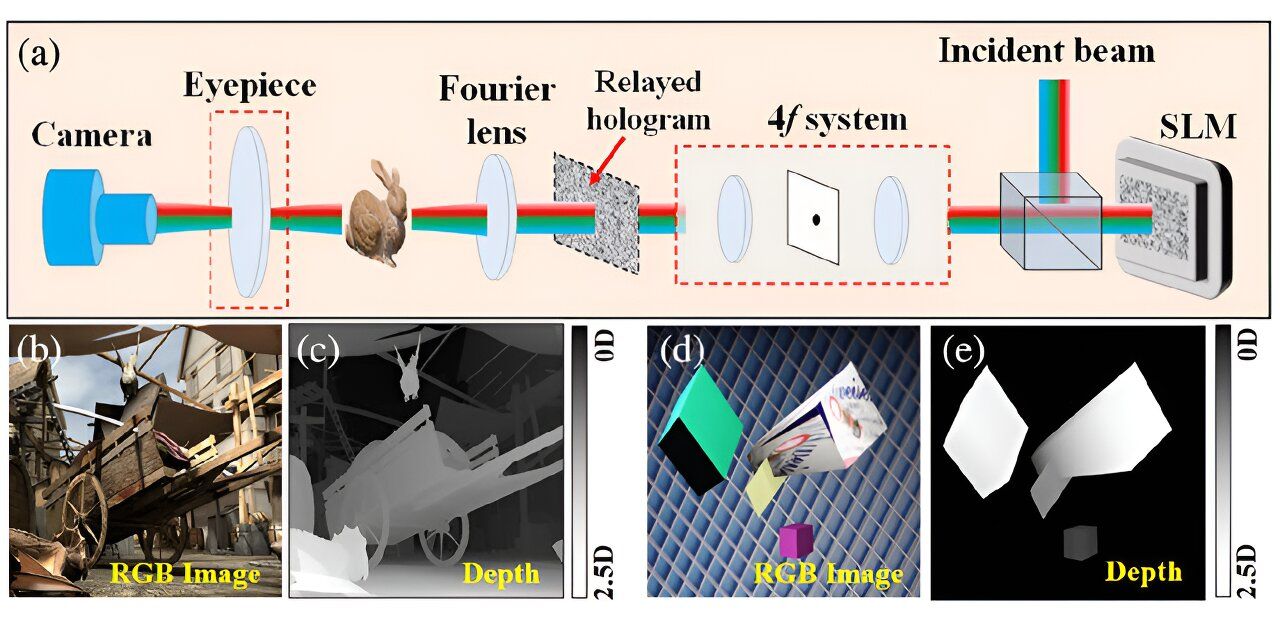 (a)
Eyepiece
Camera
Fourier
lens
Relayed
hologram
4f system
Incident beam
SLM
(b)
RGB Image
(c)
Depth
0D
2.5D
(d)
RGB Image
(e)
Depth
0D
2.5D